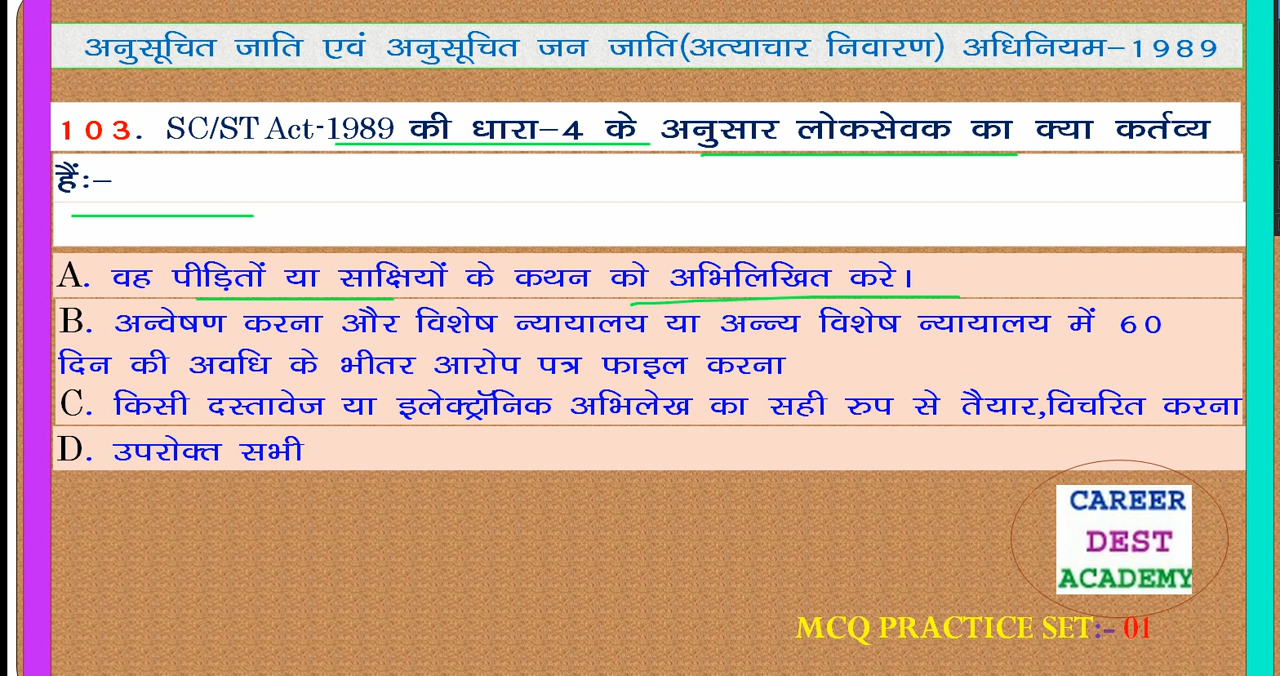 अनुसूचित जाति एवं अनुसूचित जन जाति(अत्याचार निवारण) अधिनियम–1989
103. SC/ST Act-1989 की धारा–4 के अनुसार लोकसेवक का क्या कर्तव्य
हैंः–
A. वह पीड़ितों या साक्षियों के कथन को अभिलिखित करे।
B. अन्वेषण करना और विशेष न्यायालय या अन्न्य विशेष न्यायालय में 60
दिन की अवधि के भीतर आरोप पत्र फाइल करना
C. किसी दस्तावेज या इलेक्ट्रॉनिक अभिलेख का सही रुप से तैयार,विचरित करना
D. उपरोक्त सभी
CAREER
DEST
ACADEMY
MCQ PRACTICE SET:- 01